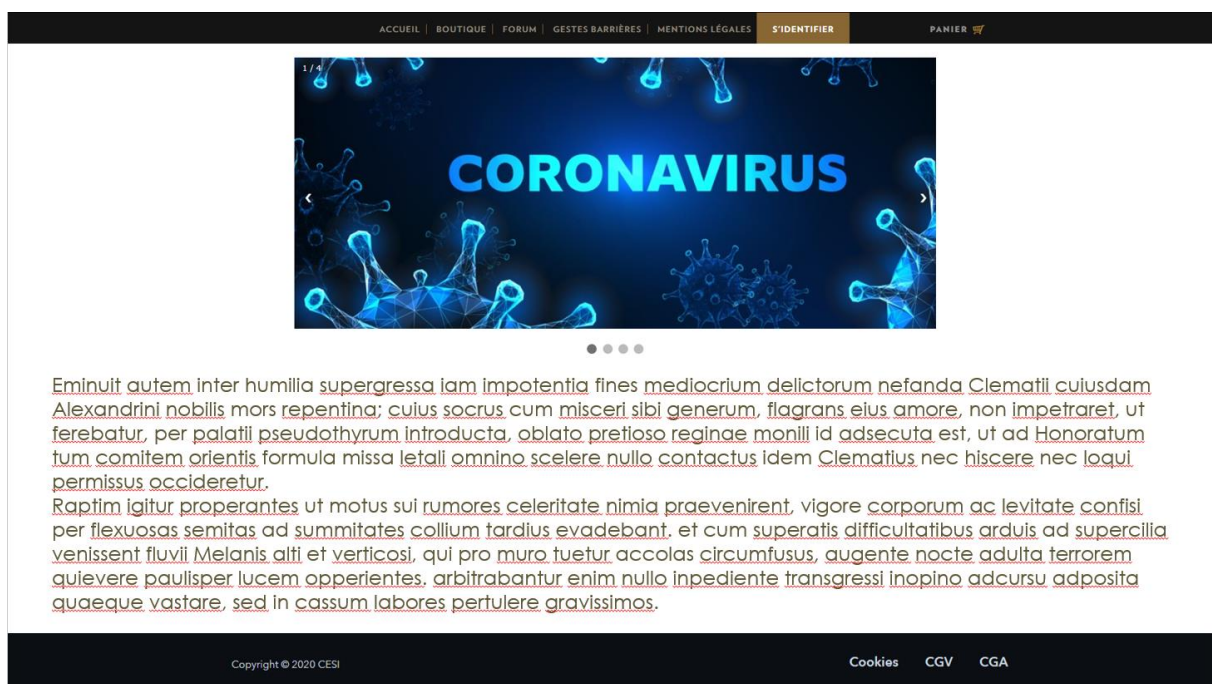 ACCUEIL | BOUTIQUE | FORUM | GESTES BARRIÈRES | MENTIONS LÉGALES S'IDENTIFIER PANIER
1 / 4
CORONAVIRUS
Eminuit autem inter humilia supergressa iam impotentia fines mediocrium delictorum nefanda Clematii cuiusdam
Alexandrini nobilis mors repentina; cuius socrus cum misceri sibi generum, flagrans eius amore, non impetraret, ut
ferebatur, per palatii pseudothyrum introducta, oblato pretioso reginae monili id adsecuta est, ut ad Honoratum
tum comitem orientis formula missa letali omnino scelere nullo contactus idem Clematius nec hiscere nec loqui
permissus occideretur.
Raptim igitur properantes ut motus sui rumores celeritate nimia praevenirent, vigore corporum ac levitate confisi
per flexuosas semitas ad summitates collium tardius evadebant. et cum superatis difficultatibus arduis ad supercilia
venissent fluvii Melanis alti et verticosi, qui pro muro tuetur accolas circumfusus, augente nocte adulta terrorem
quievere paulisper lucem opperientes. arbitrabantur enim nullo inpediente transgressi inopino adcursu adposita
quaeque vastare, sed in cassum labores pertulere gravissimos.
Copyright © 2020 CESI Cookies CGV CGA